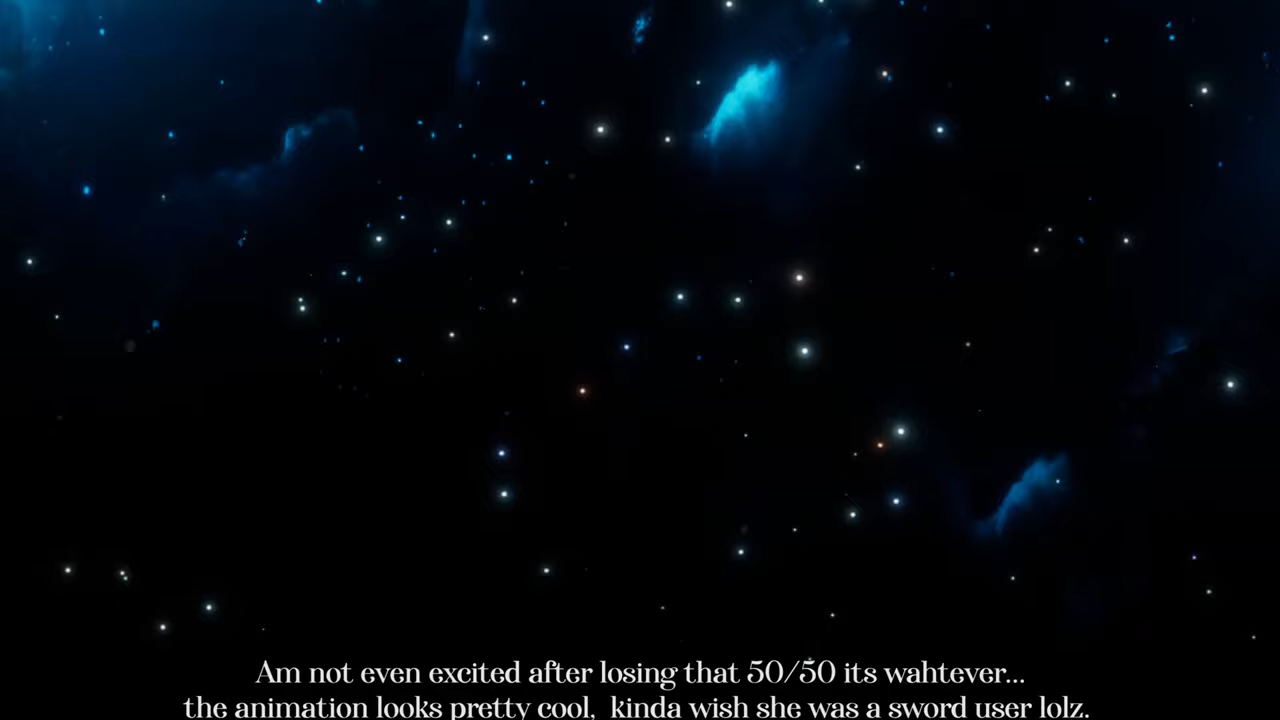 Am not even excited after losing that 50/50 its wahtever...
the animation looks pretty cool,  kinda wish she was a sword user lolz.